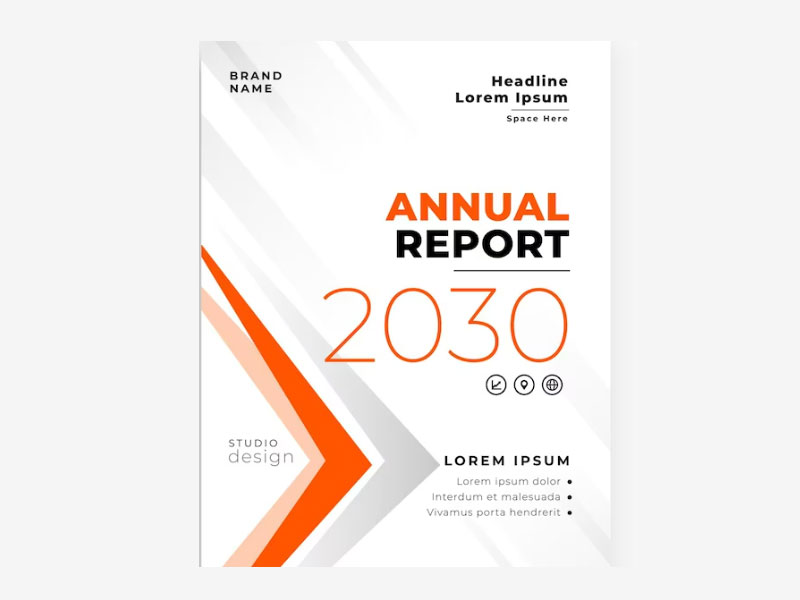 BRAND
NAME
Headline
Lorem Ipsum
Space Here
ANNUAL
REPORT
2030
STUDIO
design
LOREM IPSUM
Lorem ipsum dolor
Interdum et malesuada
Vivamus porta hendrerit